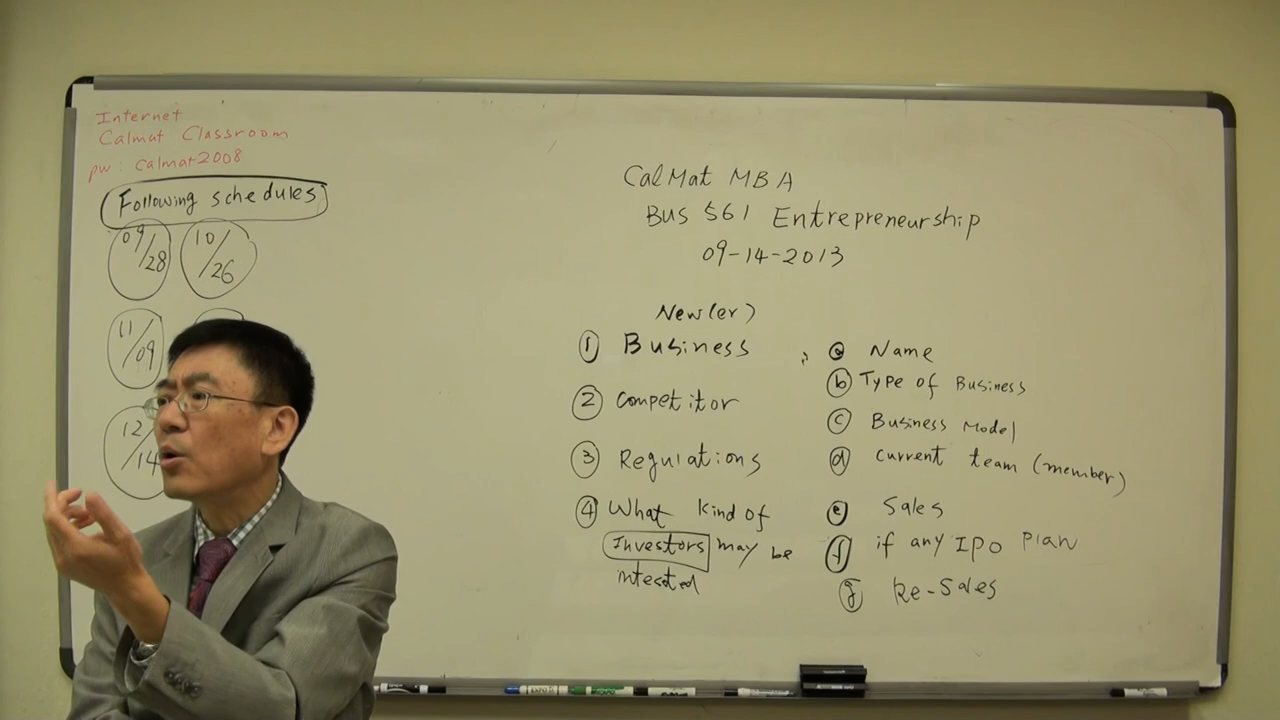 Internet
Calmat Classroom
pw: Calmat2008
Following schedules
09/28
10/26
11/09
12/14
CalMat MBA
BUS 561 Entrepreneurship
09-14-2013
New(er)
① Business
② Competitor
③ Regulations
④ What kind of
Investors may be
intersted
ⓐ Name
ⓑ Type of Business
ⓒ Business Model
ⓓ Current team (member)
ⓔ Sales
ⓕ if any IPO Plan
ⓖ Re-Sales
EXPO